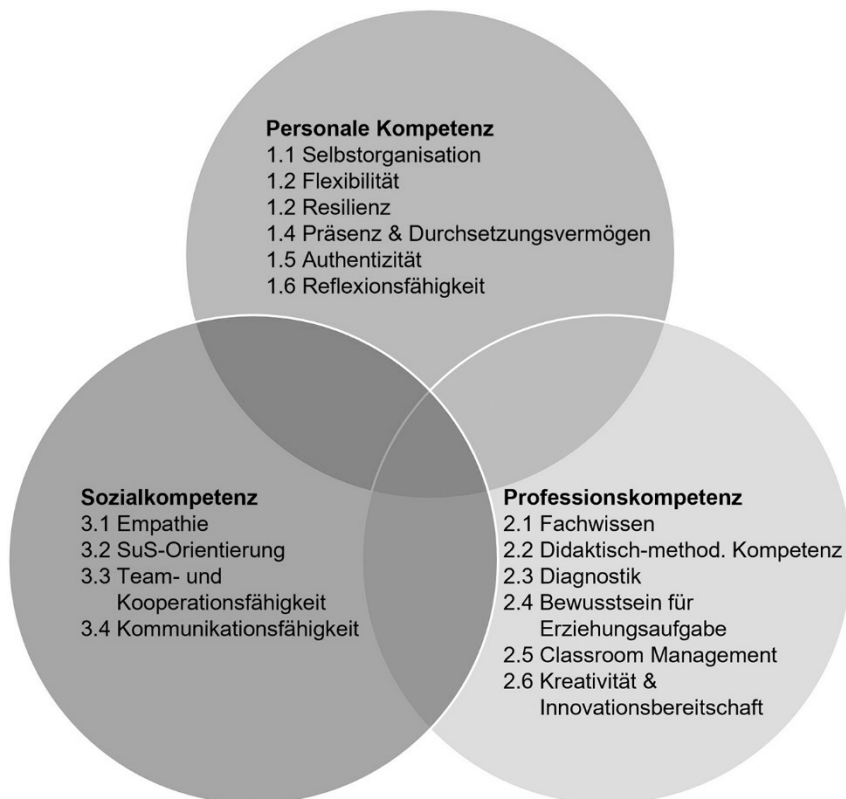 Personale Kompetenz
1.1 Selbstorganisation
1.2 Flexibilität
1.2 Resilienz
1.4 Präsenz & Durchsetzungsvermögen
1.5 Authentizität
1.6 Reflexionsfähigkeit
Sozialkompetenz
3.1 Empathie
3.2 SuS-Orientierung
3.3 Team- und
Kooperationsfähigkeit
3.4 Kommunikationsfähigkeit
Professionskompetenz
2.1 Fachwissen
2.2 Didaktisch-method. Kompetenz
2.3 Diagnostik
2.4 Bewusstsein für
Erziehungsaufgabe
2.5 Classroom Management
2.6 Kreativität &
Innovationsbereitschaft